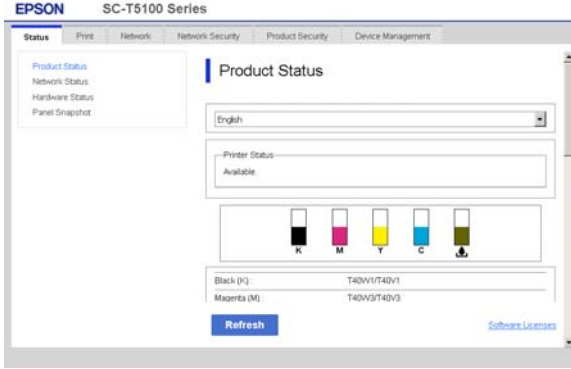 EPSON SC-T5100 Series
Status Print Network Network Security Product Security Device Management
Product Status
Network Status
Hardware Status
Panel Snapshot
Product Status
English
Printer Status
Available.
K M Y C
Black (K) : T40W1/T40V1
Magenta (M) : T40W3/T40V3
Refresh
Software Licenses